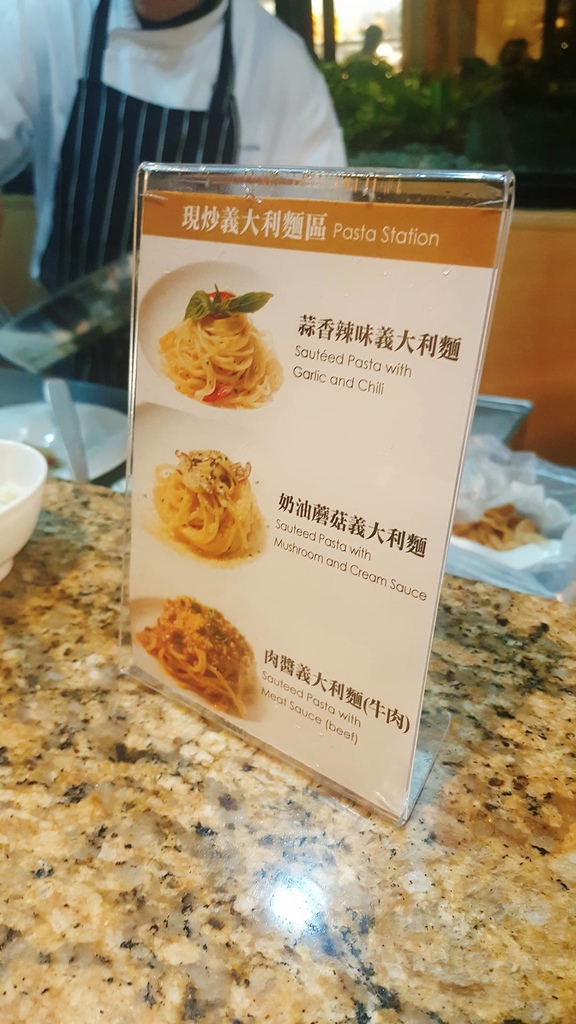 現炒義大利麵區 Pasta Station
蒜香辣味義大利麵
Sautéed Pasta with
Garlic and Chili
奶油蘑菇義大利麵
Sauteed Pasta with
Mushroom and Cream Sauce
肉醬義大利麵(牛肉)
Sauteed Pasta with
Meat Sauce (beef)